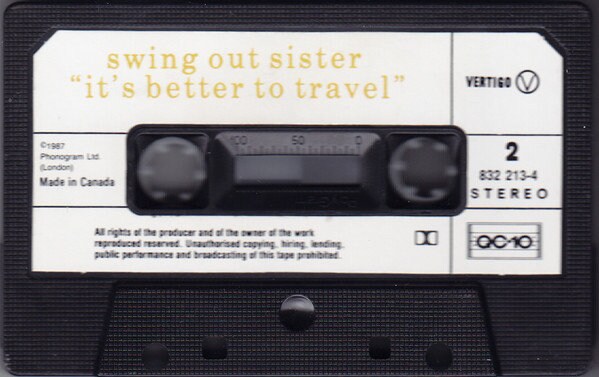 swing out sister
"it's better to travel"
VERTIGO V
©1987
Phonogram Ltd.
(London)
Made in Canada
100 50 0
2
832 213-4
STEREO
All rights of the producer and of the owner of the work
reproduced reserved. Unauthorised copying, hiring, lending,
public performance and broadcasting of this tape prohibited.
QC-10